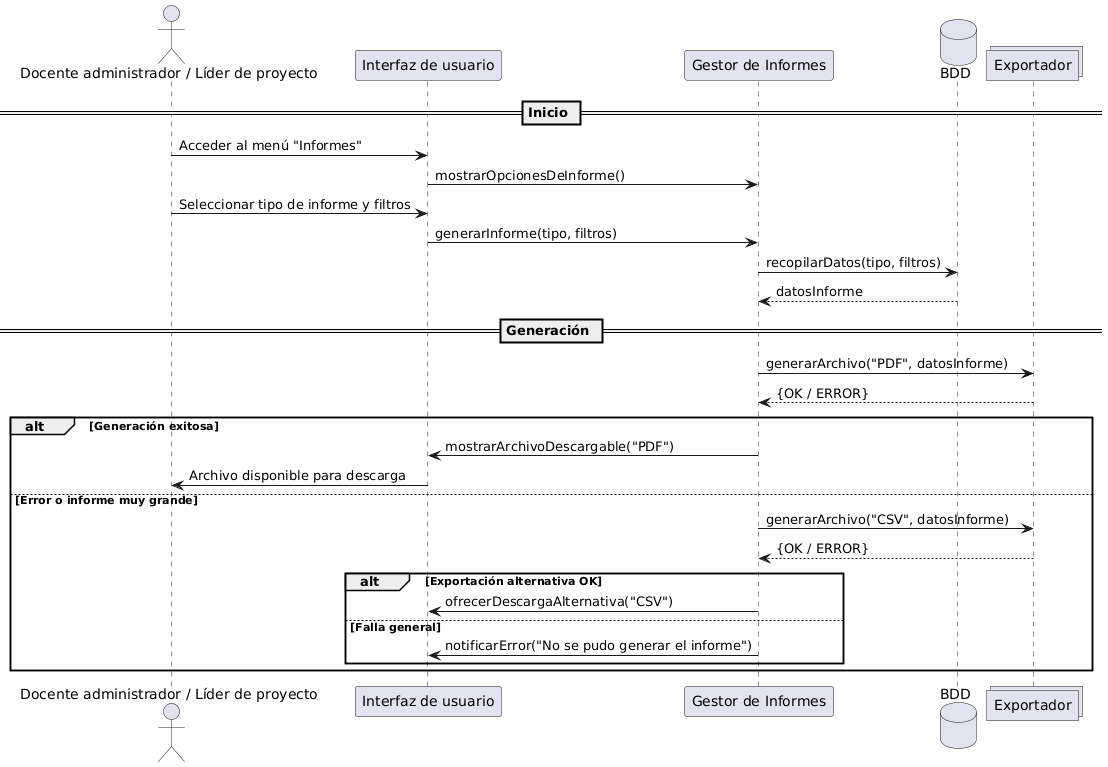 Docente administrador / Líder de proyecto
Interfaz de usuario
Gestor de Informes
BDD
Exportador
Inicio
Acceder al menú "Informes"
mostrarOpcionesDeInforme()
Seleccionar tipo de informe y filtros
generarInforme(tipo, filtros)
recopilarDatos(tipo, filtros)
datosInforme
Generación
generarArchivo("PDF", datosInforme)
{OK / ERROR}
alt
[Generación exitosa]
mostrarArchivoDescargable("PDF")
Archivo disponible para descarga
[Error o informe muy grande]
generarArchivo("CSV", datosInforme)
{OK / ERROR}
alt
[Exportación alternativa OK]
ofrecerDescargaAlternativa("CSV")
[Falla general]
notificarError("No se pudo generar el informe")
Docente administrador / Líder de proyecto
Interfaz de usuario
Gestor de Informes
BDD
Exportador